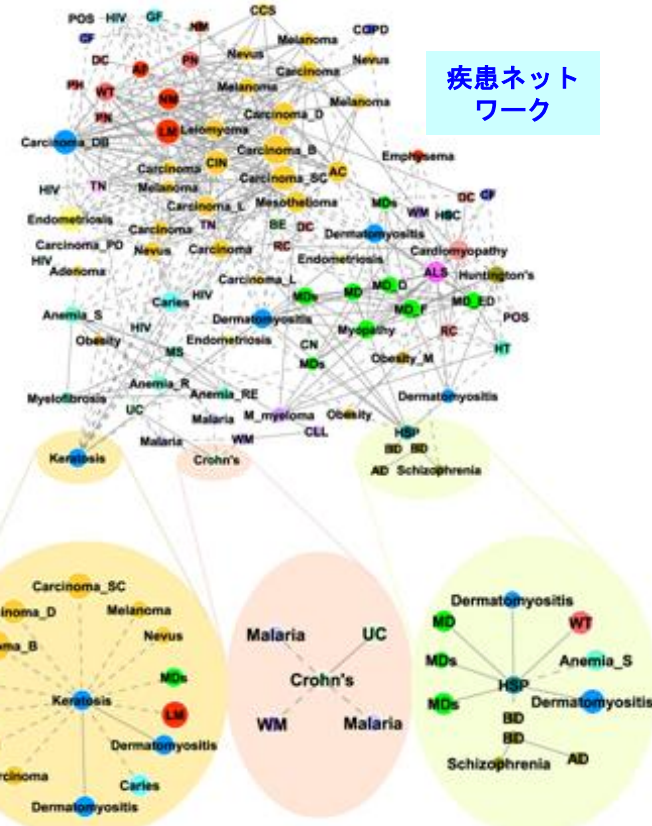 CCS
POS
HIV
GF
CF
NM
COPD
Melanoma
DC
AF
PN
Nevus
Nevus
Carcinoma
PH
WT
NM
Melanoma
Melanoma
PN
Carcinoma_D
LM
Leiomyoma
Carcinoma_DB
Carcinoma_B
Emphysema
CIN
Carcinoma
AC
Carcinoma_SC
HIV
TN
Melanoma
DC
CF
Carcinoma_L
Mesothelioma
MDs
WM
Endometriosis
TN
BE
DC
Carcinoma
Dermatomyositis
Carcinoma_PD
Nevus
Carcinoma
RC
Cardiomyopathy
HIV
Endometriosis
Adenoma
ALS
Huntington's
Carcinoma_L
MD_D
Caries
HIV
MDs
MD
MD_ED
Anemia_S
MD_F
Dermatomyositis
POS
HIV
Myopathy
RC
Obesity
Endometriosis
CN
MS
HT
Obesity_M
MDs
Anemia_R
Anemia_RE
Myelofibrosis
Dermatomyositis
UC
Malaria
M_myeloma
Obesity
Malaria
WM
CLL
HSP
BD
BD
Keratosis
Crohn's
AD
Schizophrenia
疾患ネット
ワーク
Carcinoma_SC
inoma_D
Melanoma
Nevus
oma_B
MDs
Keratosis
LM
Dermatomyositis
rcinoma
Caries
Dermatomyositis
Malaria
UC
Crohn's
WM
Malaria
Dermatomyositis
MD
WT
MDs
Anemia_S
HSP
MDs
Dermatomyositis
BD
BD
Schizophrenia
AD